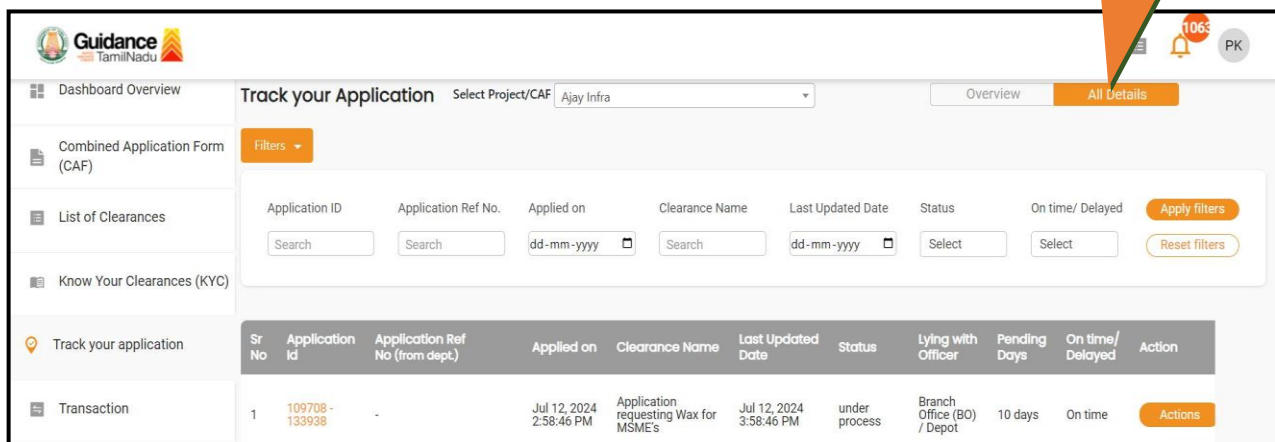 Guidance
TamilNadu
1063
PK
Dashboard Overview
Track your Application
Select Project/CAF
Ajay Infra
Overview
All Details
Combined Application Form
(CAF)
Filters
List of Clearances
Application ID
Application Ref No.
Applied on
Clearance Name
Last Updated Date
Status
On time/ Delayed
Apply filters
Search
Search
dd-mm-yyyy
Search
dd-mm-yyyy
Select
Select
Reset filters
Know Your Clearances (KYC)
Track your application
Sr
No
Application
Id
Application Ref
No (from dept.)
Applied on
Clearance Name
Last Updated
Date
Status
Lying with
Officer
Pending
Days
On time/
Delayed
Action
Transaction
1
109708 -
133938
-
Jul 12, 2024
2:58:46 PM
Application
requesting Wax for
MSME's
Jul 12, 2024
3:58:46 PM
under
process
Branch
Office (BO)
/ Depot
10 days
On time
Actions